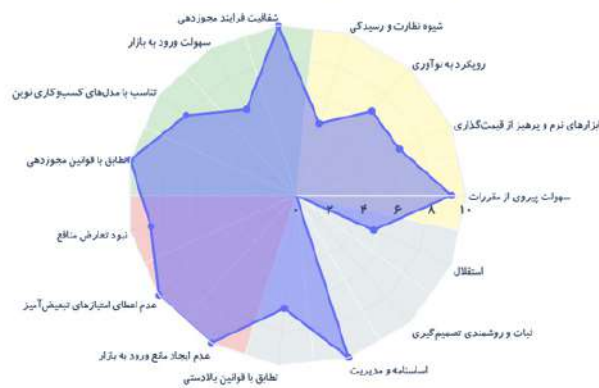 شفافیت فرایند مجوزدهی
شیوه نظارت و رسیدگی
سهولت ورود به بازار
رویکرد به نوآوری
تناسب با مدل‌های کسب‌وکاری نوین
ابزارهای نرم و پرهیز از قیمت‌گذاری
تطابق با قوانین مجوزدهی
سهولت پیروی از مقررات
۰ ۲ ۴ ۶ ۸ ۱۰
نبود تعارض منافع
استقلال
عدم اعطای امتیازهای تبعیض‌آمیز
ثبات و روشمندی تصمیم‌گیری
عدم ایجاد مانع ورود به بازار
اساسنامه و مدیریت
تطابق با قوانین بالادستی